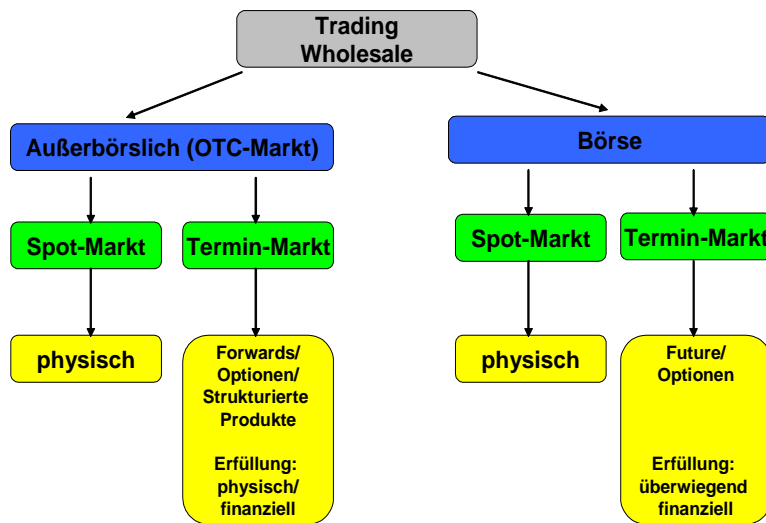 Trading
Wholesale
Außerbörslich (OTC-Markt)
Börse
Spot-Markt
Termin-Markt
Spot-Markt
Termin-Markt
physisch
Forwards/
Optionen/
Strukturierte
Produkte
Erfüllung:
physisch/
finanziell
physisch
Future/
Optionen
Erfüllung:
überwiegend
finanziell